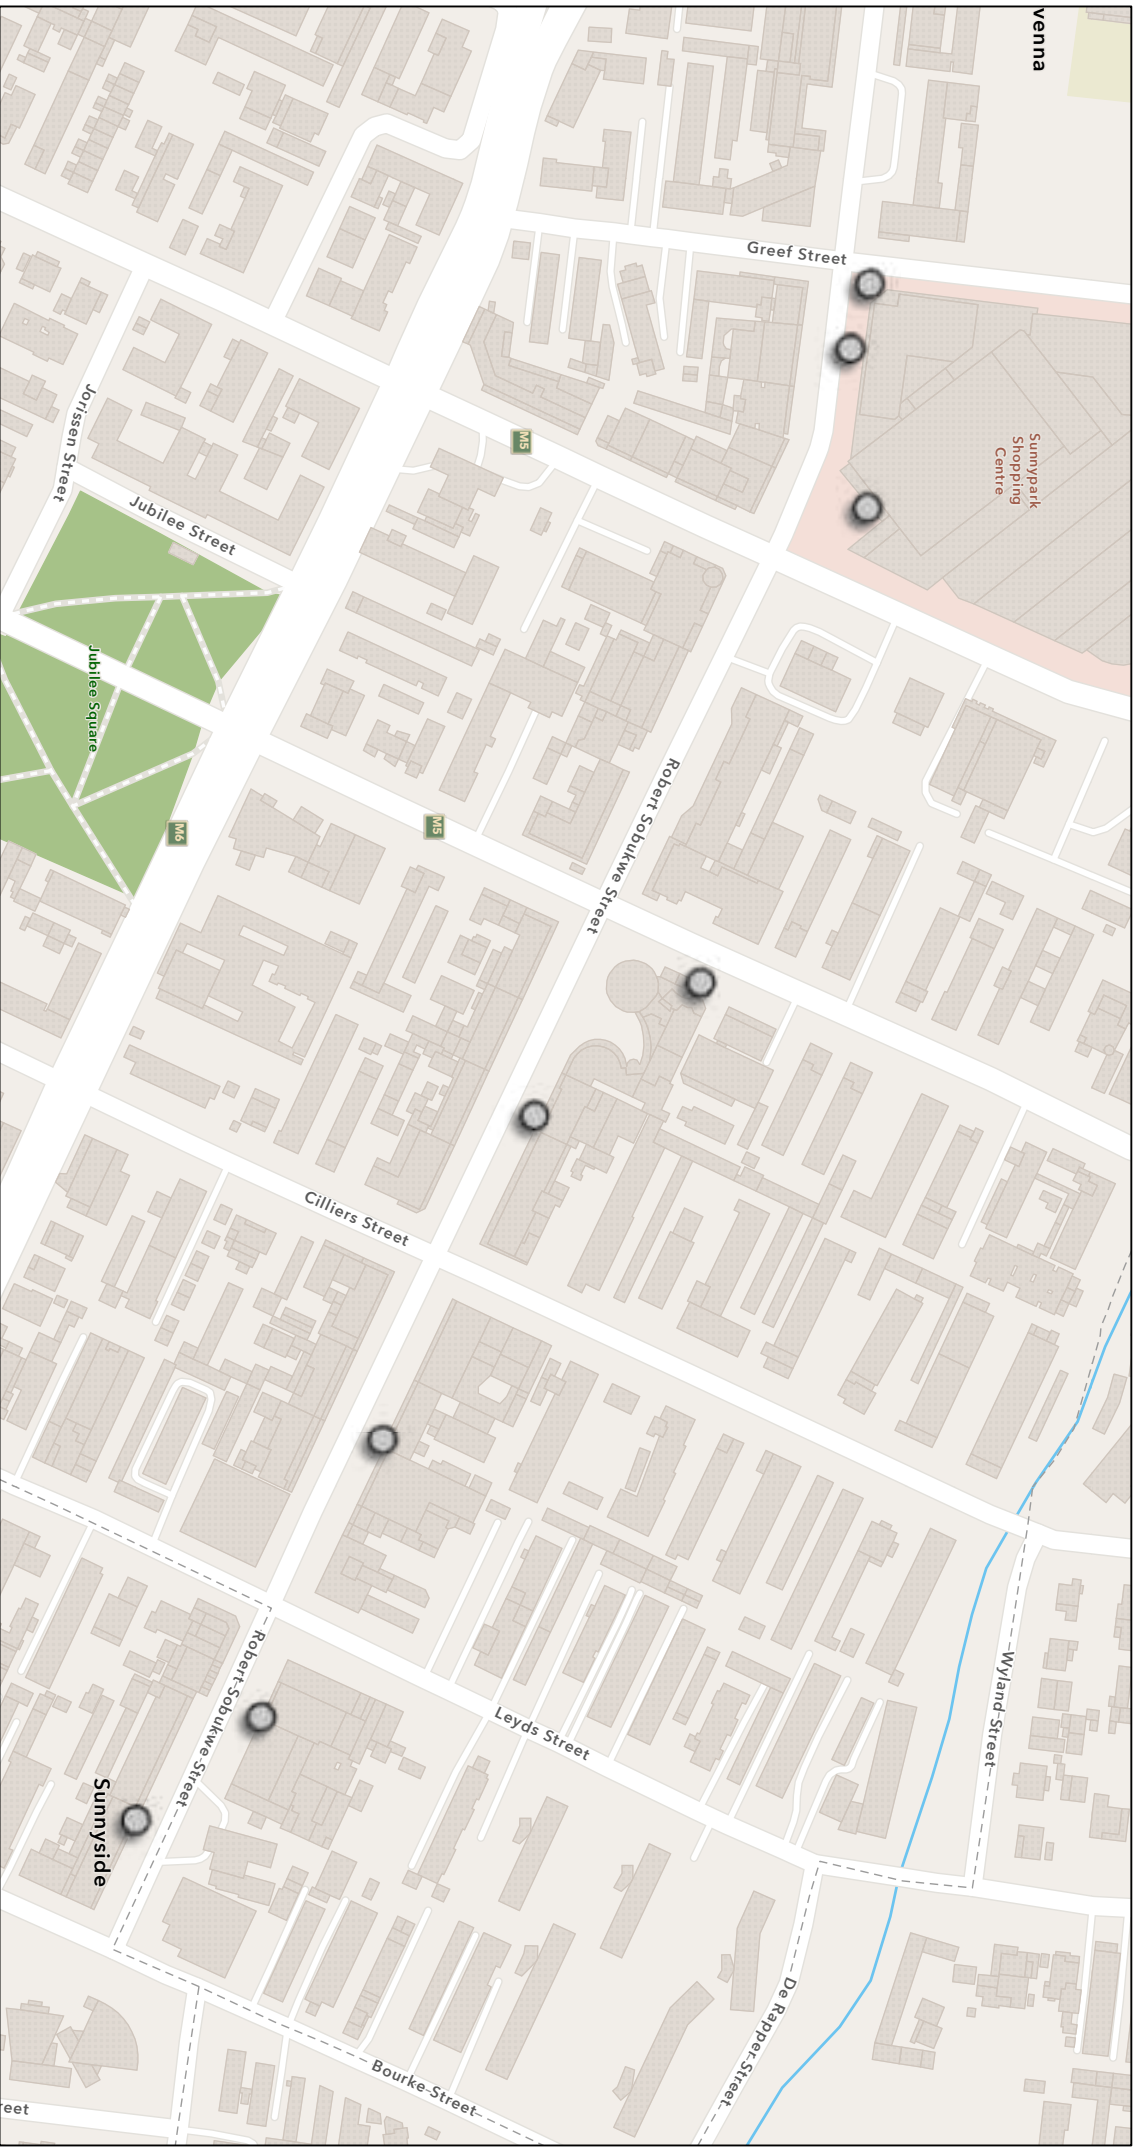 venna
Greef Street
Sunnypark
Shopping
Centre
M5
Jorissen Street
Jubilee Street
Jubilee Square
M6
M5
Robert Sobukwe Street
Cilliers Street
Robert Sobukwe Street
Leyds Street
Wyland Street
Sunnyside
De Rapper Street
Bourke Street
reet